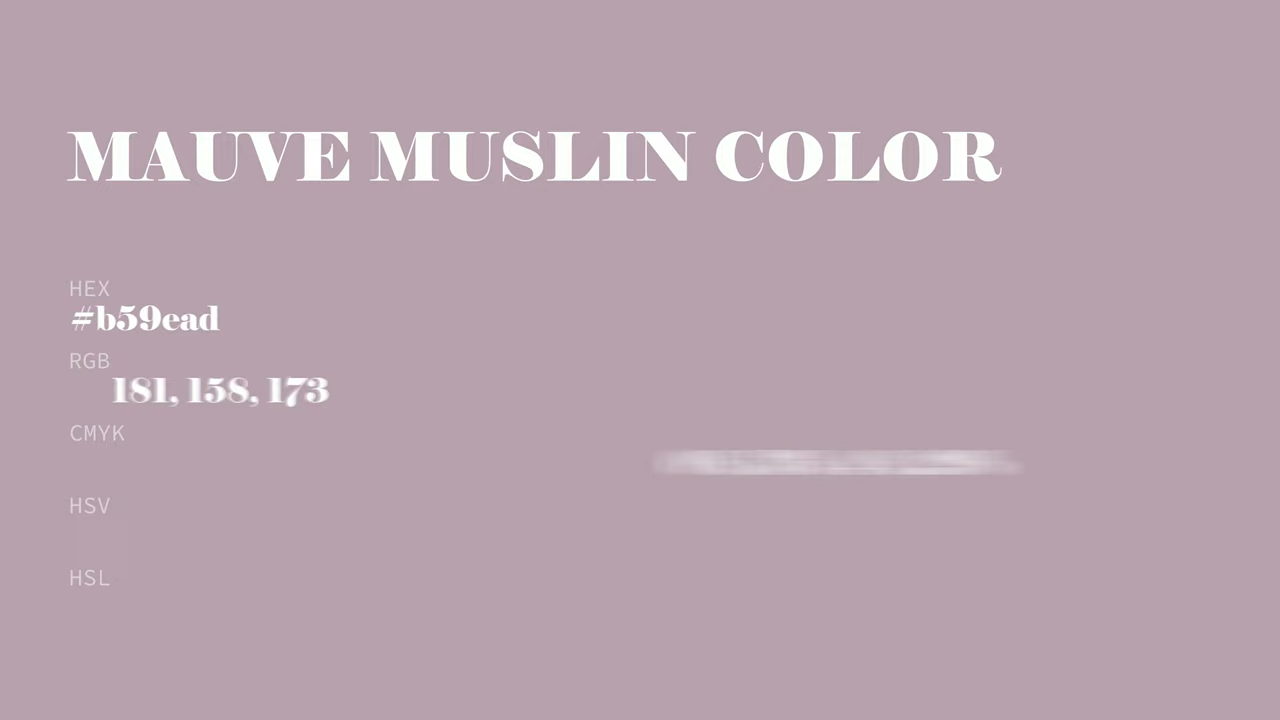 MAUVE MUSLIN COLOR
HEX
#b59ead
RGB
181, 158, 173
CMYK
HSV
HSL